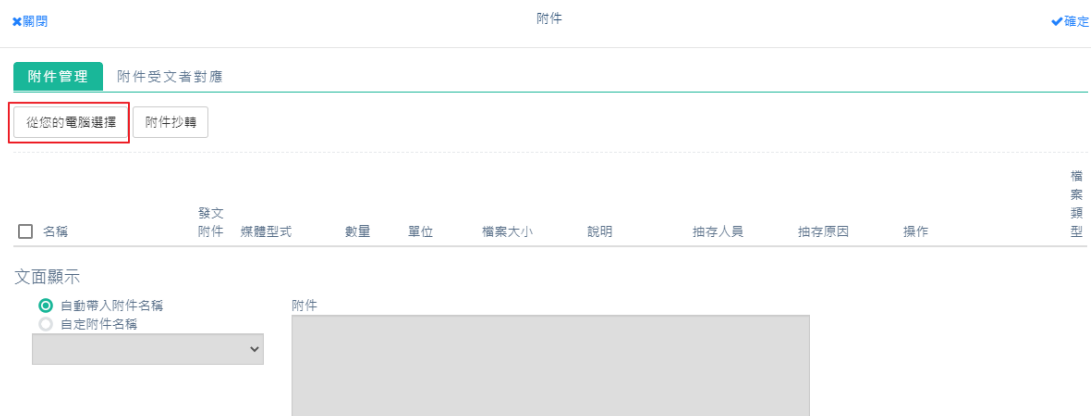 ✖關閉
附件
✔確定
附件管理
附件受文者對應
從您的電腦選擇
附件抄轉
名稱
發文附件
媒體型式
數量
單位
檔案大小
說明
抽存人員
抽存原因
操作
檔案類型
文面顯示
自動帶入附件名稱
自定附件名稱
附件